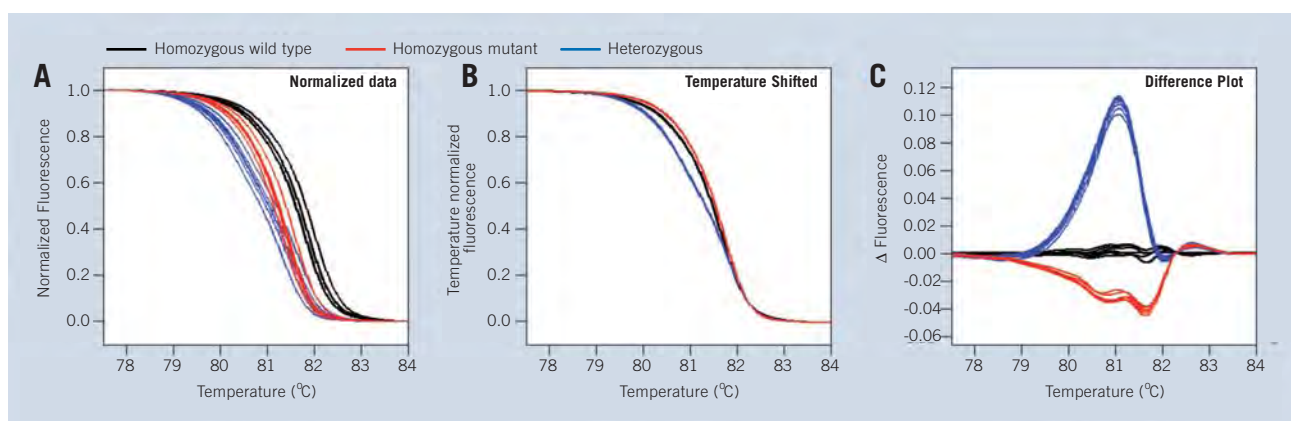 Homozygous wild type Homozygous mutant Heterozygous
A
Normalized data
Normalized Fluorescence
1.0
0.8
0.6
0.4
0.2
0.0
78 79 80 81 82 83 84
Temperature (°C)
B
Temperature Shifted
Temperature normalized
fluorescence
1.0
0.8
0.6
0.4
0.2
0.0
78 79 80 81 82 83 84
Temperature (°C)
C
Difference Plot
Δ Fluorescence
0.12
0.10
0.08
0.06
0.04
0.02
0.00
-0.02
-0.04
-0.06
78 79 80 81 82 83 84
Temperature (°C)